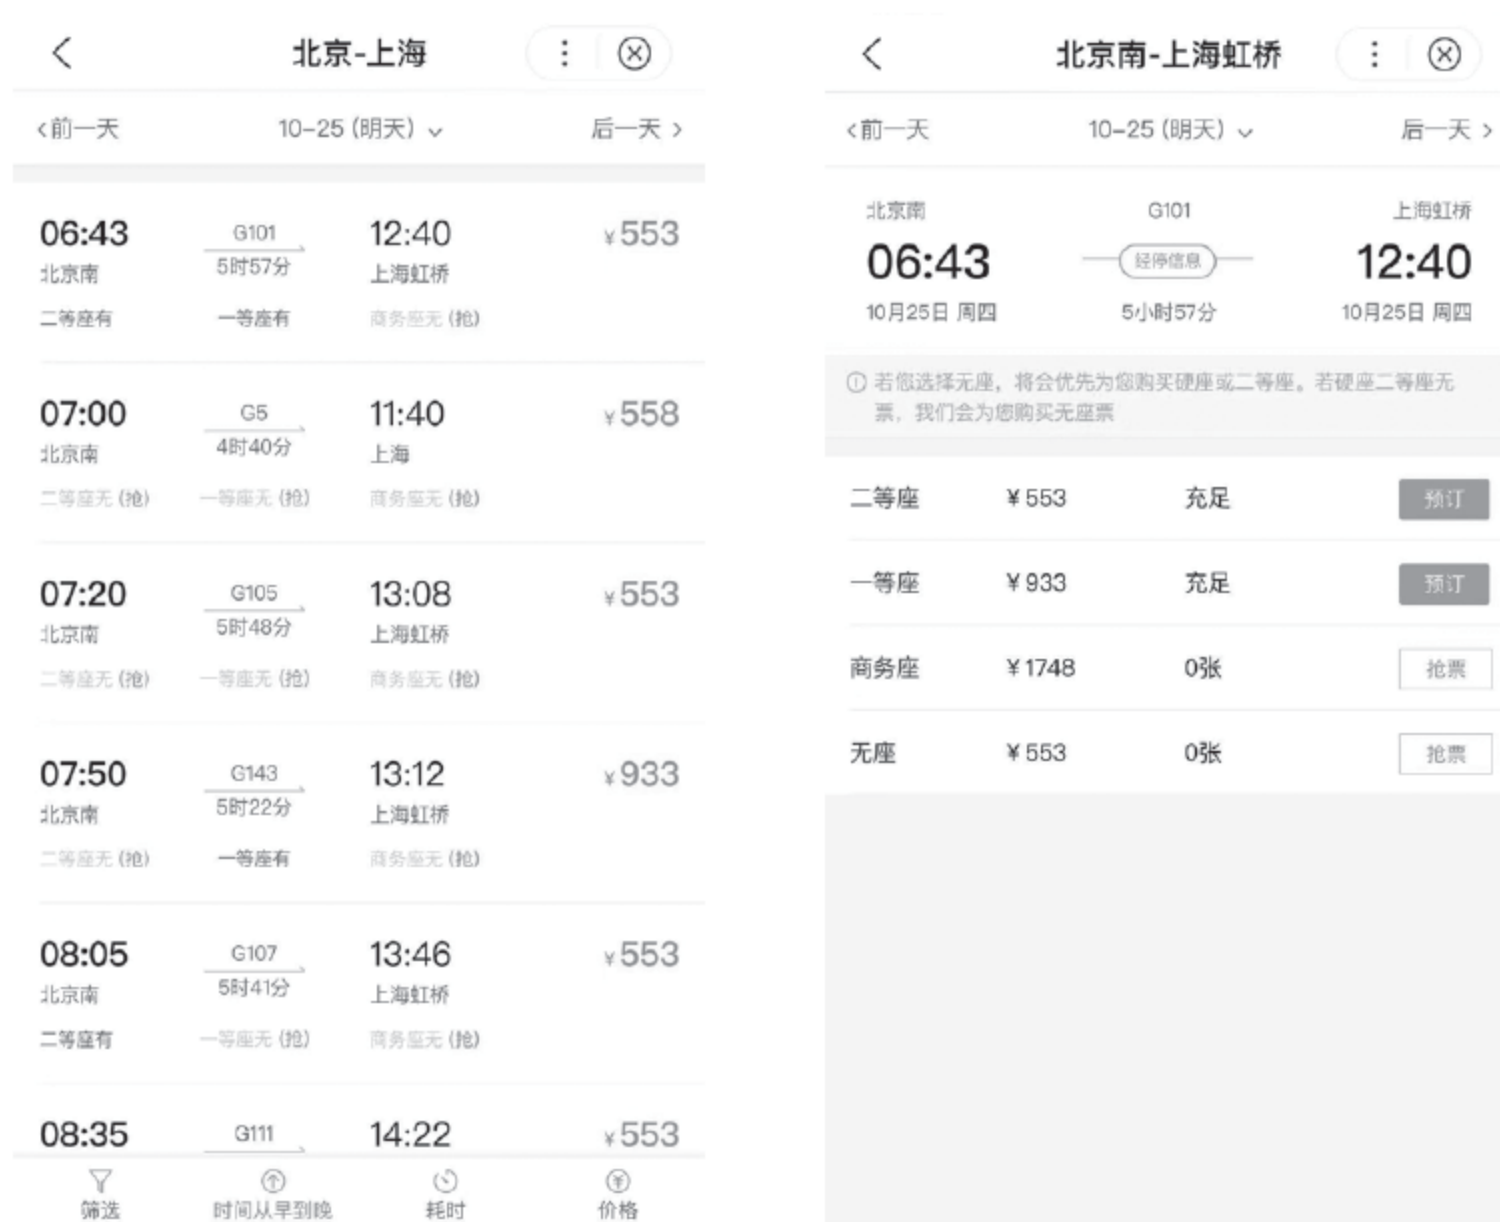 北京-上海
<前一天 10-25 (明天) 后一天 >
06:43 G101 12:40 ¥553
北京南 5时57分 上海虹桥
二等座有 一等座有 商务座无 (抢)
07:00 G5 11:40 ¥558
北京南 4时40分 上海
二等座无 (抢) 一等座无 (抢) 商务座无 (抢)
07:20 G105 13:08 ¥553
北京南 5时48分 上海虹桥
二等座无 (抢) 一等座无 (抢) 商务座无 (抢)
07:50 G143 13:12 ¥933
北京南 5时22分 上海虹桥
二等座无 (抢) 一等座有 商务座无 (抢)
08:05 G107 13:46 ¥553
北京南 5时41分 上海虹桥
二等座有 一等座无 (抢) 商务座无 (抢)
08:35 G111 14:22 ¥553
筛选 时间从早到晚 耗时 价格
北京南-上海虹桥
<前一天 10-25 (明天) 后一天 >
北京南 G101 上海虹桥
06:43 经停信息 12:40
10月25日 周四 5小时57分 10月25日 周四
若您选择无座，将会优先为您购买硬座或二等座。若硬座二等座无
票，我们会为您购买无座票
二等座 ¥553 充足 预订
一等座 ¥933 充足 预订
商务座 ¥1748 0张 抢票
无座 ¥553 0张 抢票